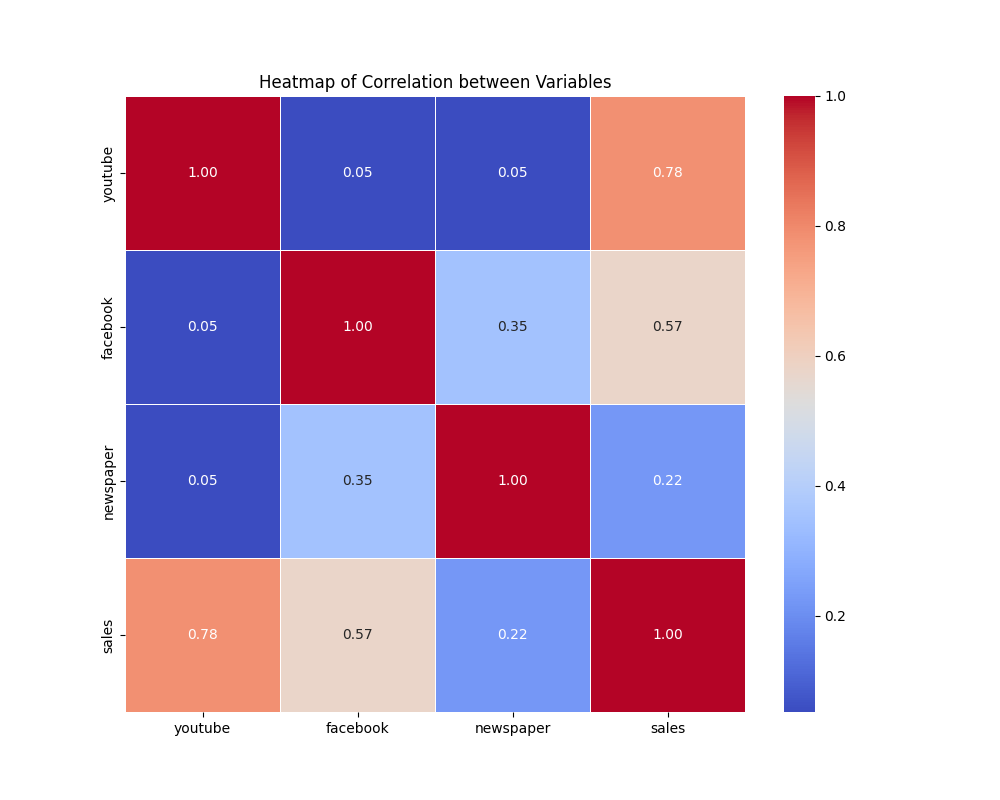 Heatmap of Correlation between Variables
youtube
1.00 0.05 0.05 0.78
facebook
0.05 1.00 0.35 0.57
newspaper
0.05 0.35 1.00 0.22
sales
0.78 0.57 0.22 1.00
youtube facebook newspaper sales
1.0
0.8
0.6
0.4
0.2